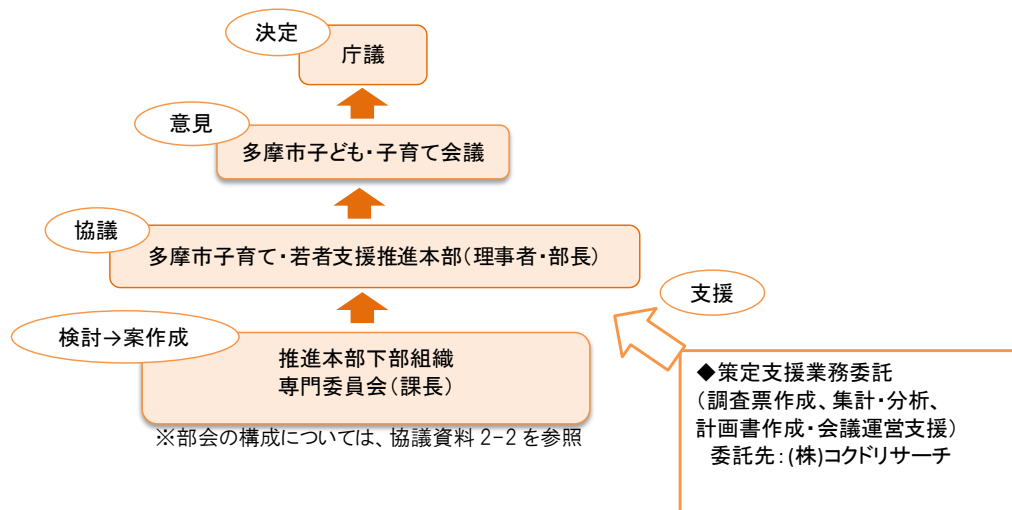 決定
庁議
意見
多摩市子ども・子育て会議
協議
多摩市子育て・若者支援推進本部（理事者・部長）
支援
検討→案作成
推進本部下部組織
専門委員会（課長）
※部会の構成については、協議資料 2-2 を参照
◆策定支援業務委託
（調査票作成、集計・分析、
計画書作成・会議運営支援）
委託先：(株)コクドリサーチ